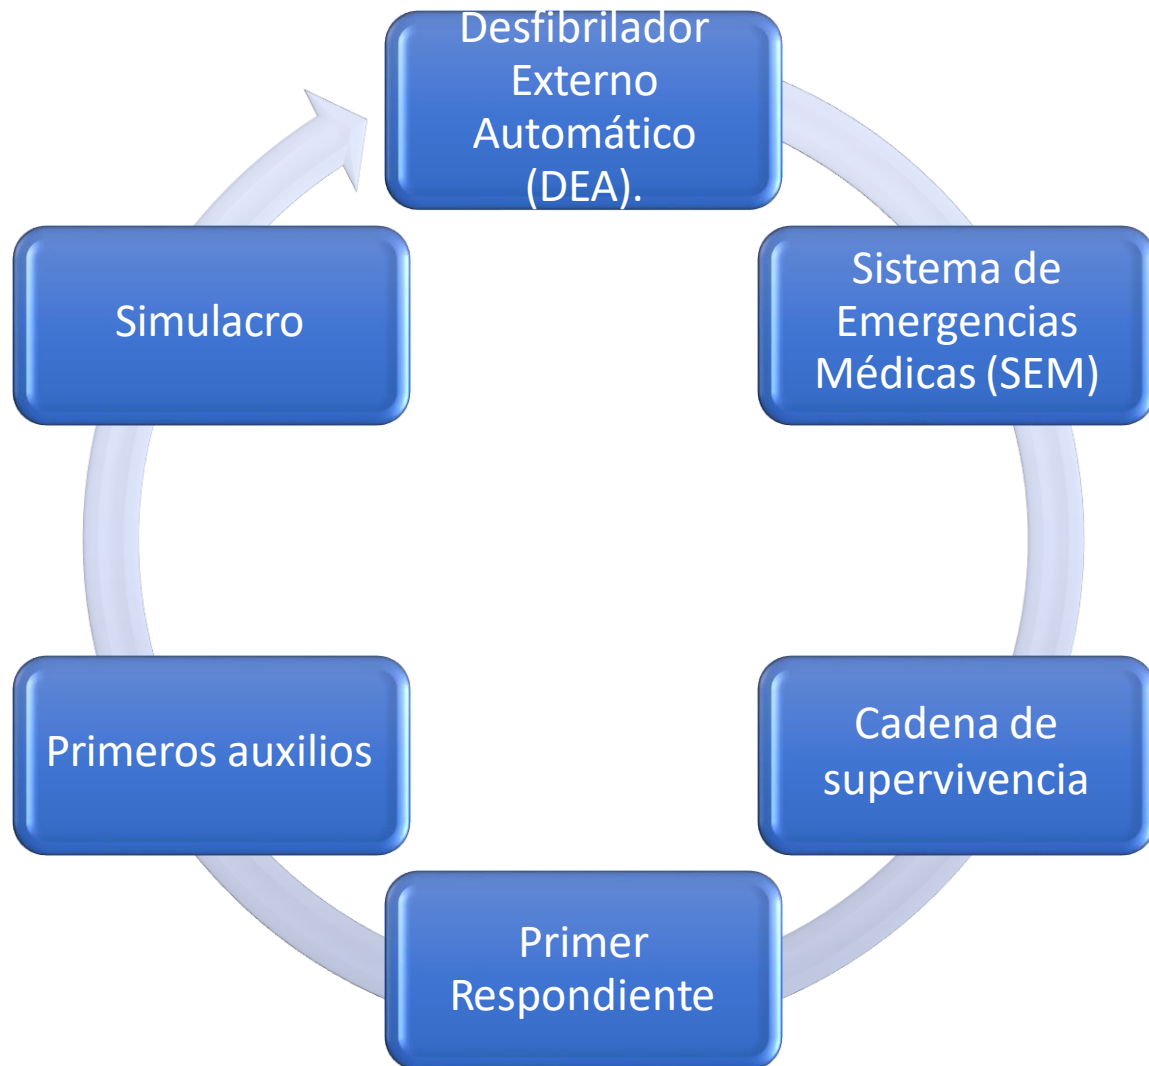 Desfibrilador
Externo
Automático
(DEA).
Sistema de
Emergencias
Médicas (SEM)
Cadena de
supervivencia
Primer
Respondiente
Primeros auxilios
Simulacro